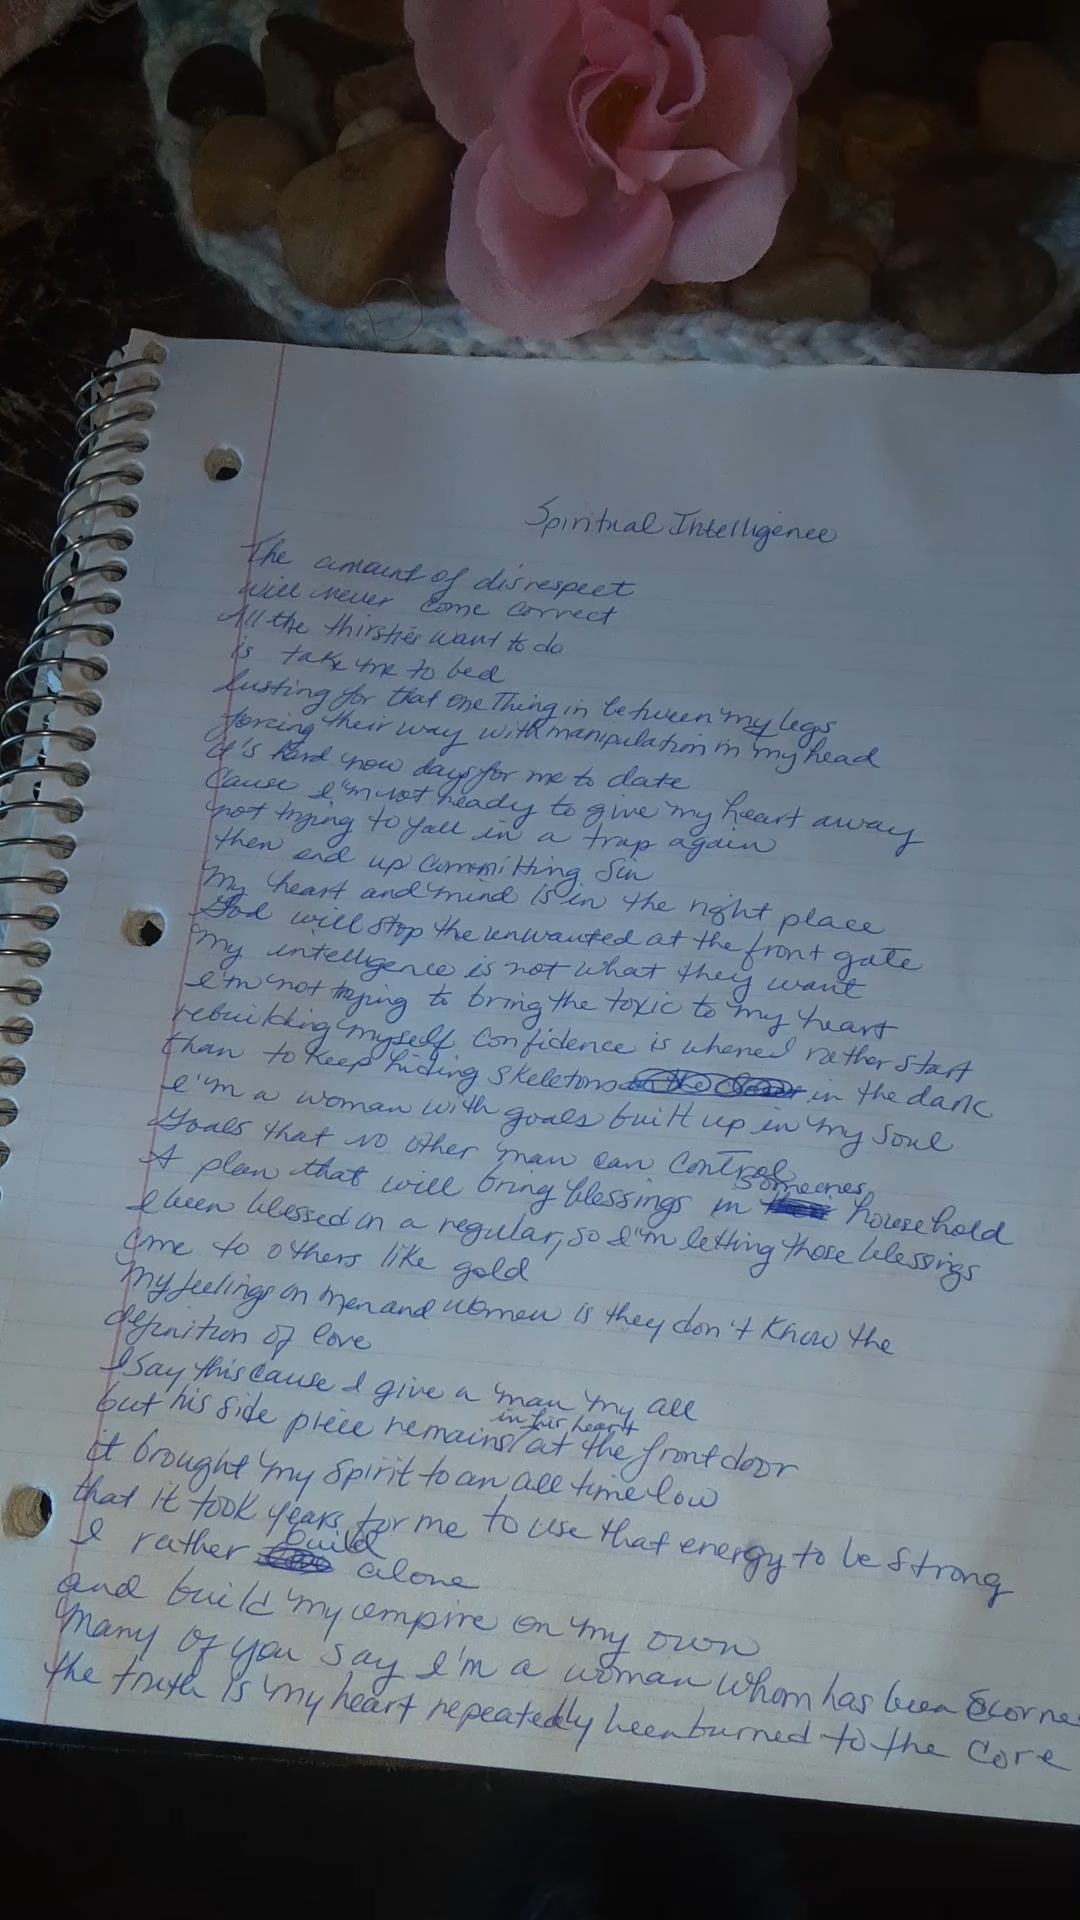 Spiritual Intelligence
The amount of disrespect
will never come correct
All the thirsties want to do
is take me to bed
lusting for that one Thing in between my legs
forcing their way with manipulation in my head
it's hard now days for me to date
Cause I'm not ready to give my heart away
not trying to fall in a trap again
then end up committing Sin
My heart and mind is in the right place
God will stop the unwanted at the front gate
My intelligence is not what they want
I'm not trying to bring the toxic to my heart
rebuilding myself confidence is where I rather start
than to keep hiding skeletons in the dark
I'm a woman with goals built up in my soul
Goals that no other man can control
A plan that will bring blessings in someones household
I been blessed on a regular, so I'm letting those blessings
come to others like gold
My feelings on men and women is they don't know the
definition of love
I say this cause I give a man my all
but his side piece remains in his heart at the front door
it brought my spirit to an all time low
that it took years for me to use that energy to be strong
I rather build alone
and build my empire on my own
Many of you say I'm a woman whom has been
the truth is my heart repeatedly been burned to the core